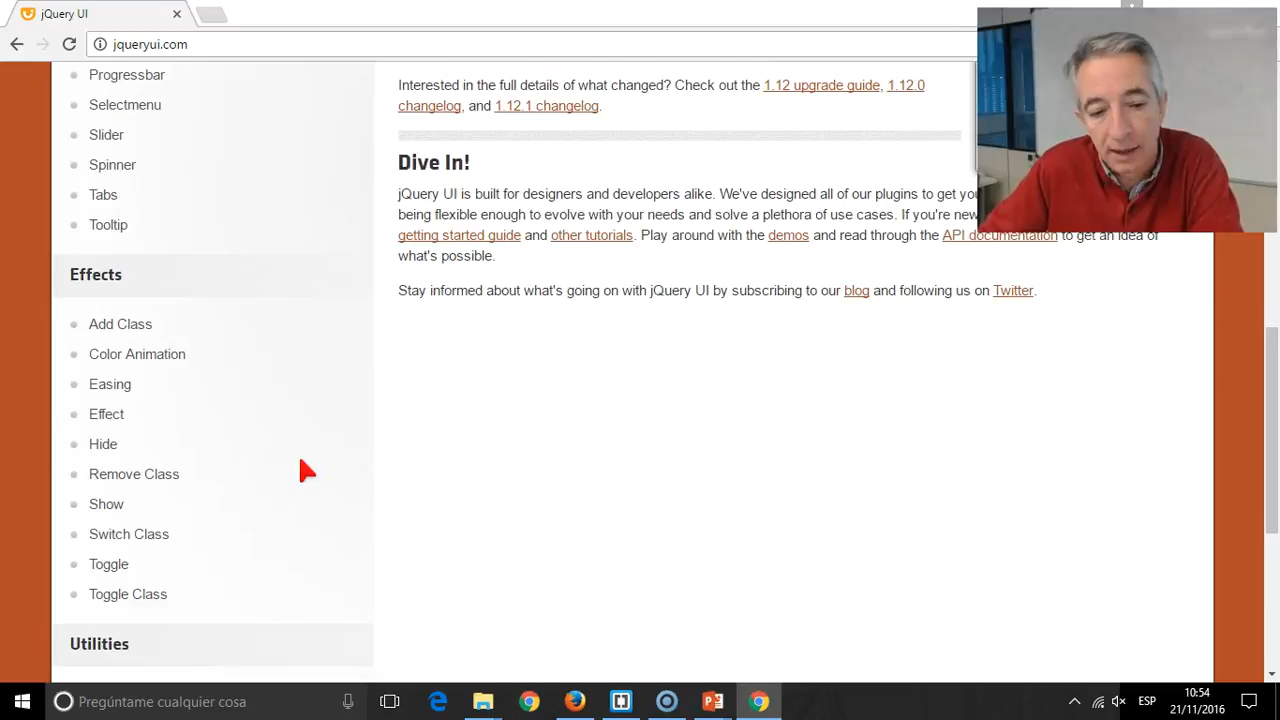 jQuery UI
jqueryui.com
Progressbar
Selectmenu
Slider
Spinner
Tabs
Tooltip
Effects
Add Class
Color Animation
Easing
Effect
Hide
Remove Class
Show
Switch Class
Toggle
Toggle Class
Utilities
Interested in the full details of what changed? Check out the 1.12 upgrade guide, 1.12.0
changelog, and 1.12.1 changelog.
Dive In!
jQuery UI is built for designers and developers alike. We've designed all of our plugins to get
being flexible enough to evolve with your needs and solve a plethora of use cases. If you're
getting started guide and other tutorials. Play around with the demos and read through the API documentation to get an idea of
what's possible.
Stay informed about what's going on with jQuery UI by subscribing to our blog and following us on Twitter.
Pregúntame cualquier cosa
ESP
10:54
21/11/2016